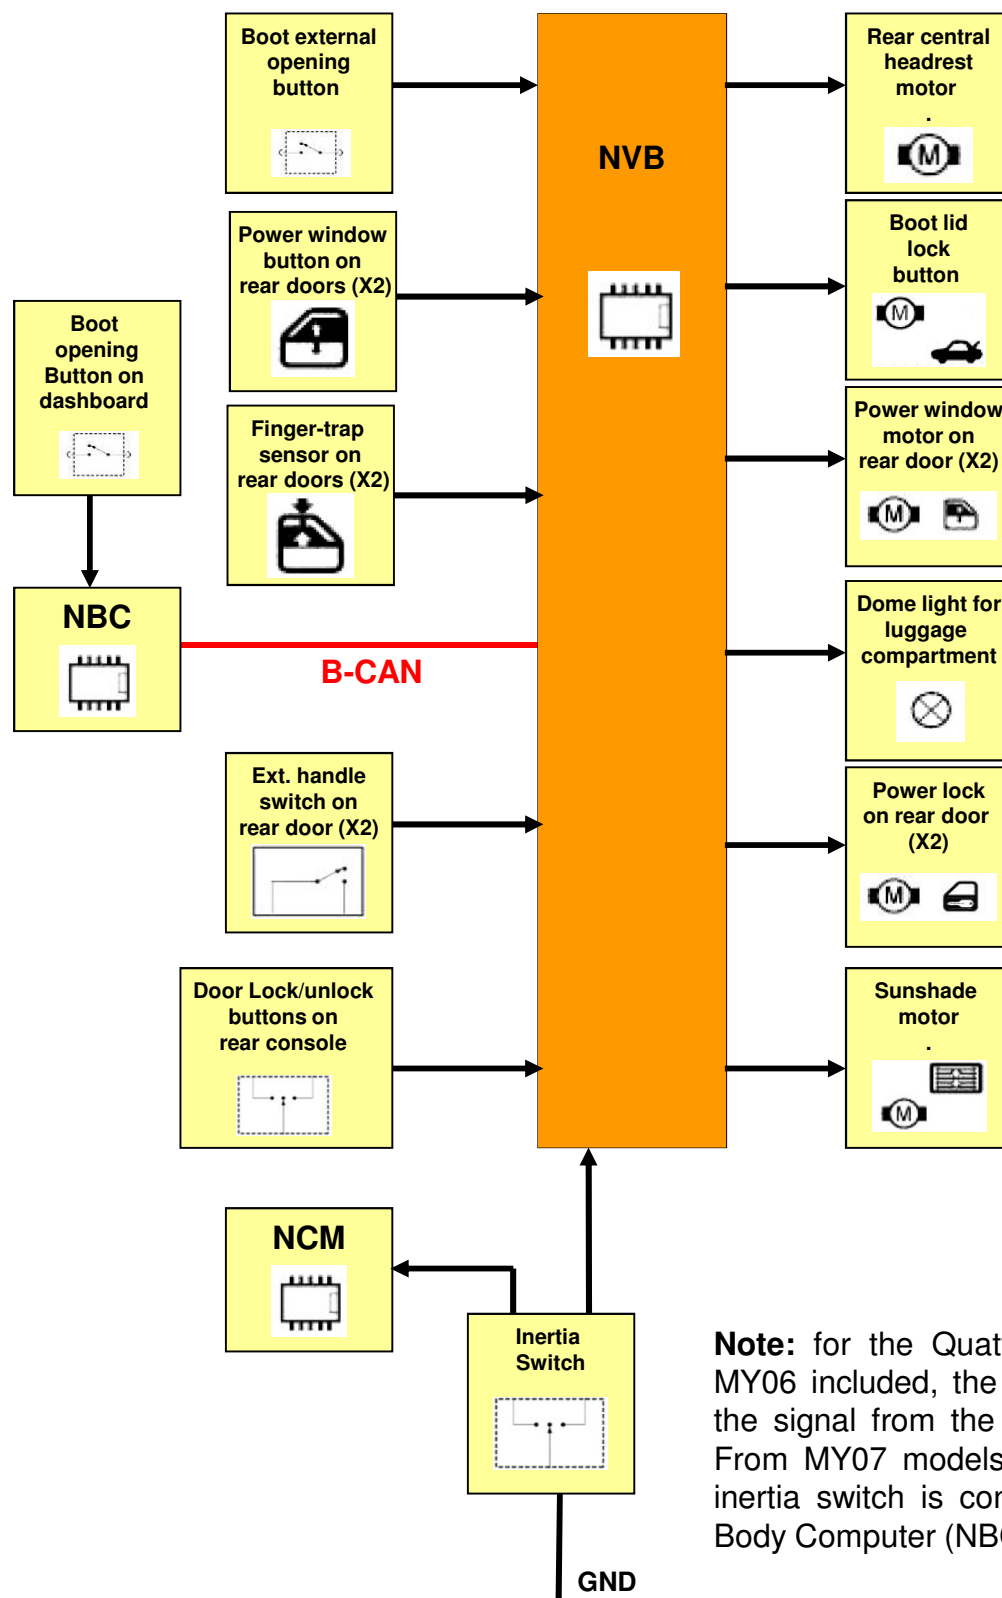 Boot external
opening
button
Rear central
headrest
motor
.
NVB
Power window
button on
rear doors (X2)
Boot lid
lock
button
M
M
Boot
opening
Button on
dashboard
Finger-trap
sensor on
rear doors (X2)
Power window
motor on
rear door (X2)
M
NBC
B-CAN
Dome light for
luggage
compartment
Ext. handle
switch on
rear door (X2)
Power lock
on rear door
(X2)
M
Door Lock/unlock
buttons on
rear console
Sunshade
motor
.
M
NCM
Inertia
Switch
GND
Note: for the Quat
MY06 included, the
the signal from the
From MY07 models
inertia switch is con
Body Computer (NB